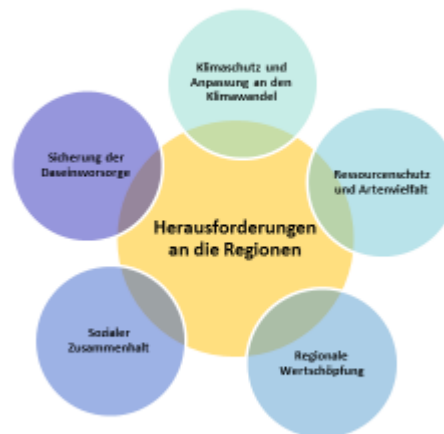 Klimaschutz und
Anpassung an den
Klimawandel
Sicherung der
Daseinsvorsorge
Ressourcenschutz
und Artenvielfalt
Herausforderungen
an die Regionen
Sozialer
Zusammenhalt
Regionale
Wertschöpfung